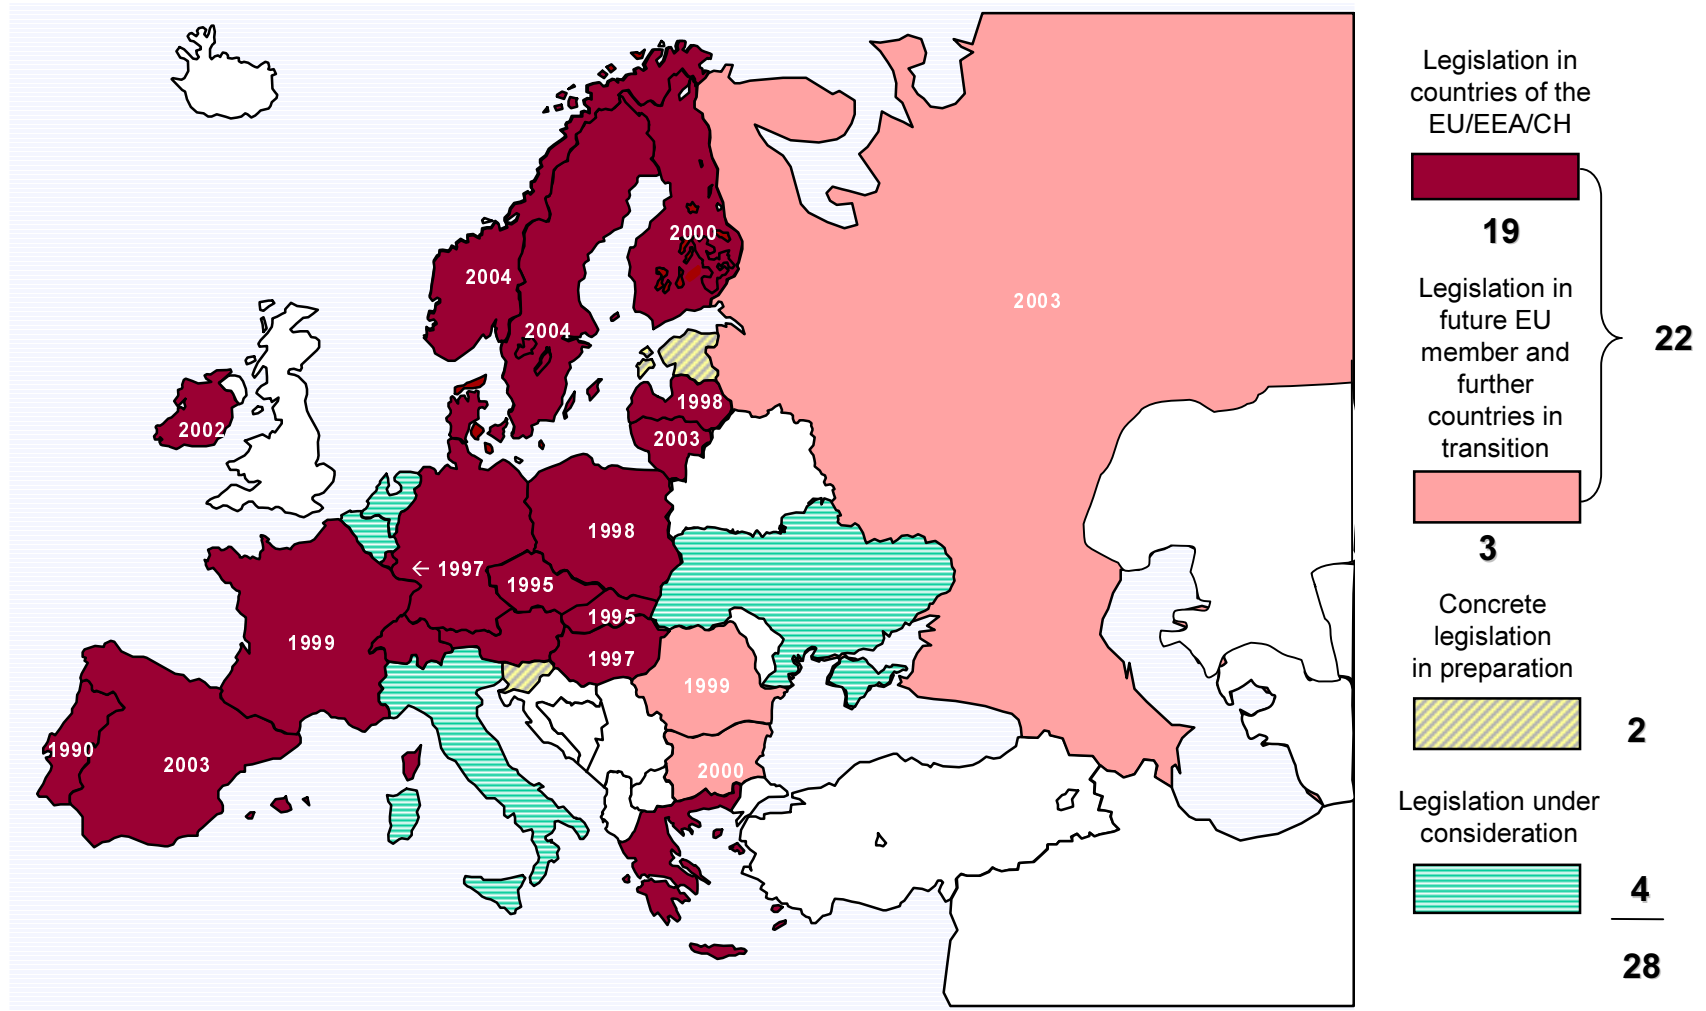 2000
2004
2003
2004
1998
2002
2003
1998
← 1997
1995
1995
1999
1997
1999
1990
2003
2000
Legislation in
countries of the
EU/EEA/CH
19
Legislation in
future EU
member and
further
countries in
transition
22
3
Concrete
legislation
in preparation
2
Legislation under
consideration
4
28